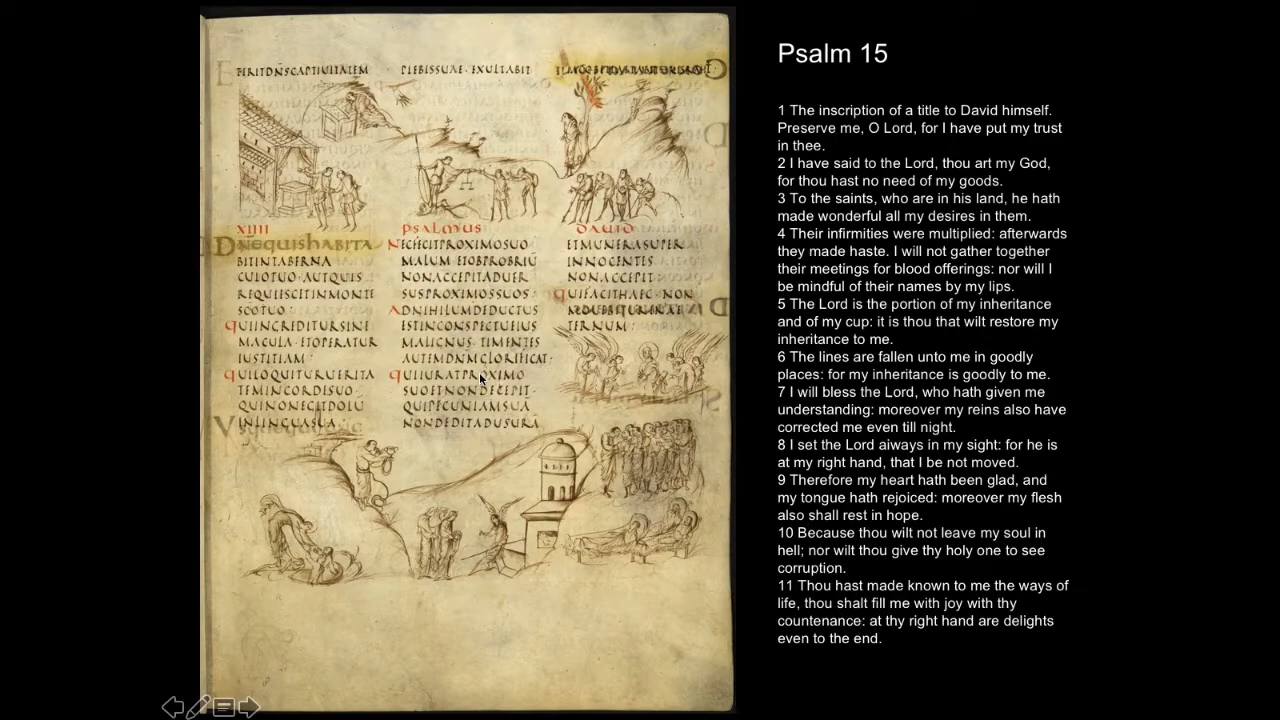 PERITDNSCAPTIUITATEM PLEBISSUAE·EXULTABIT
XIIII PSALMUS DAUID
DNEQUISHABITA
BITINTABERNA
CULOTUO·AUTQUIS
REQUIESCITINMONTE
SCOTUO
QUIINGREDITURSINE
MACULA·ETOPERATUR
IUSTITIAM·
QUILOQUITURUERITA
TEMINCORDESUO·
QUINONEGITDOLU
INLINGUASUA·
NECFECITPROXIMOSUO
MALUM·ETOBPROBRIU
NONACCEPITADUER
SUSPROXIMOSSUOS·
ADNIHILUMDEDUCTUS
ESTINCONSPECTUEIUS
MALIGNUS·TIMENTES
AUTEMDNMGLORIFICAT·
QUIIURATPROXIMO
SUOETNONDECEPIT·
QUIPECUNIAMSUA
NONDEDITADUSURA
ETMUNERASUPER
INNOCENTES
NONACCEPIT·
QUIFACITHAEC·NON
TERNUM·
Psalm 15
1 The inscription of a title to David himself.
Preserve me, O Lord, for I have put my trust
in thee.
2 I have said to the Lord, thou art my God,
for thou hast no need of my goods.
3 To the saints, who are in his land, he hath
made wonderful all my desires in them.
4 Their infirmities were multiplied: afterwards
they made haste. I will not gather together
their meetings for blood offerings: nor will I
be mindful of their names by my lips.
5 The Lord is the portion of my inheritance
and of my cup: it is thou that wilt restore my
inheritance to me.
6 The lines are fallen unto me in goodly
places: for my inheritance is goodly to me.
7 I will bless the Lord, who hath given me
understanding: moreover my reins also have
corrected me even till night.
8 I set the Lord aiways in my sight: for he is
at my right hand, that I be not moved.
9 Therefore my heart hath been glad, and
my tongue hath rejoiced: moreover my flesh
also shall rest in hope.
10 Because thou wilt not leave my soul in
hell; nor wilt thou give thy holy one to see
corruption.
11 Thou hast made known to me the ways of
life, thou shalt fill me with joy with thy
countenance: at thy right hand are delights
even to the end.